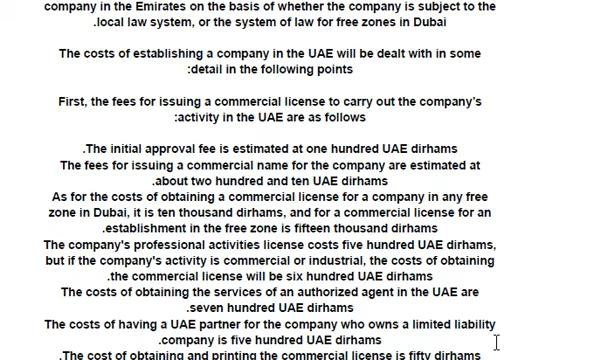 company in the Emirates on the basis of whether the company is subject to the
.local law system, or the system of law for free zones in Dubai
The costs of establishing a company in the UAE will be dealt with in some
:detail in the following points
First, the fees for issuing a commercial license to carry out the company's
:activity in the UAE are as follows
.The initial approval fee is estimated at one hundred UAE dirhams
The fees for issuing a commercial name for the company are estimated at
.about two hundred and ten UAE dirhams
As for the costs of obtaining a commercial license for a company in any free
zone in Dubai, it is ten thousand dirhams, and for a commercial license for an
.establishment in the free zone is fifteen thousand dirhams
The company's professional activities license costs five hundred UAE dirhams,
but if the company's activity is commercial or industrial, the costs of obtaining
.the commercial license will be six hundred UAE dirhams
The costs of obtaining the services of an authorized agent in the UAE are
.seven hundred UAE dirhams
The costs of having a UAE partner for the company who owns a limited liability
.company is five hundred UAE dirhams
.The cost of obtaining and printing the commercial license is fifty dirhams